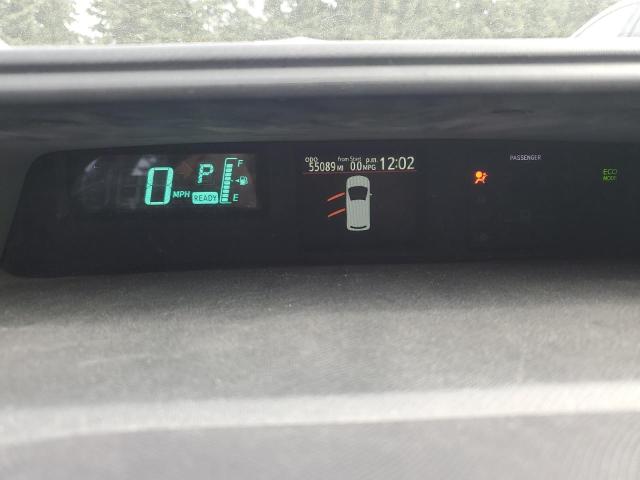 0 MPH P READY F E
ODO 55089 MI
from Start 0.0 MPG
p.m. 12:02
PASSENGER
ECO
MODE